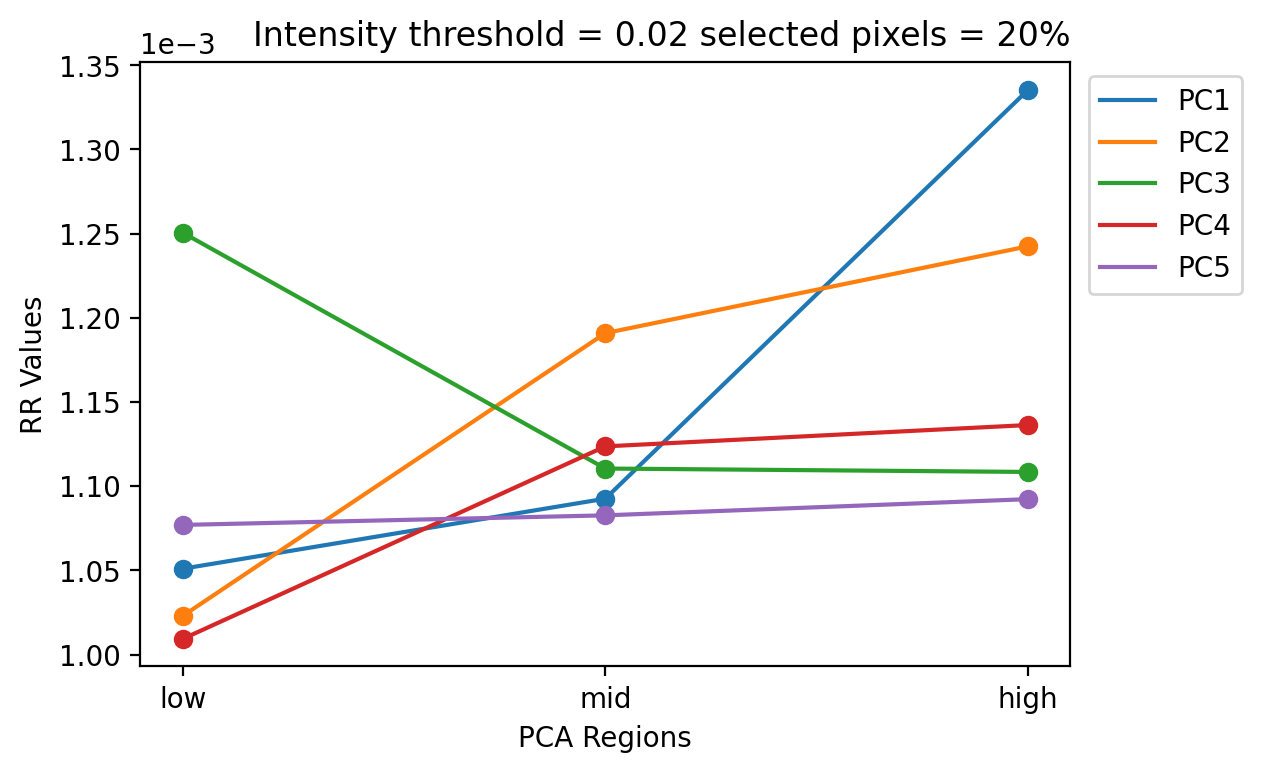 Intensity threshold = 0.02 selected pixels = 20%
1e−3
1.35
1.30
1.25
1.20
1.15
1.10
1.05
1.00
RR Values
low
mid
high
PCA Regions
PC1
PC2
PC3
PC4
PC5